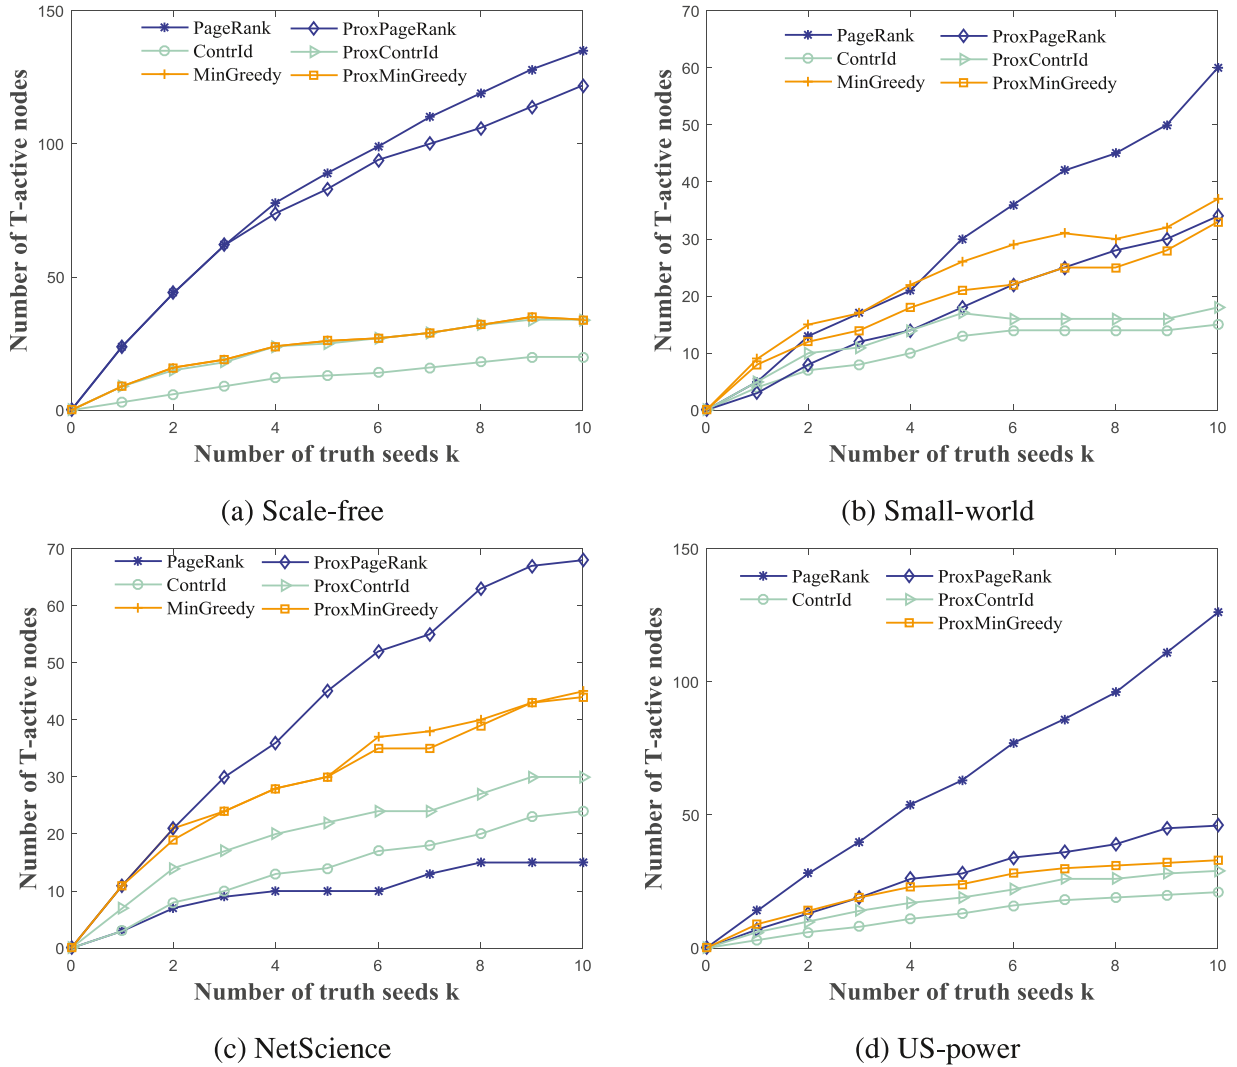 150
100
50
0
0 2 4 6 8 10
Number of T-active nodes
Number of truth seeds k
PageRank ProxPageRank
ContrId ProxContrId
MinGreedy ProxMinGreedy
(a) Scale-free
70
60
50
40
30
20
10
0
0 2 4 6 8 10
Number of T-active nodes
Number of truth seeds k
PageRank ProxPageRank
ContrId ProxContrId
MinGreedy ProxMinGreedy
(b) Small-world
70
60
50
40
30
20
10
0
0 2 4 6 8 10
Number of T-active nodes
Number of truth seeds k
PageRank ProxPageRank
ContrId ProxContrId
MinGreedy ProxMinGreedy
(c) NetScience
150
100
50
0
0 2 4 6 8 10
Number of T-active nodes
Number of truth seeds k
PageRank ProxPageRank
ContrId ProxContrId
ProxMinGreedy
(d) US-power